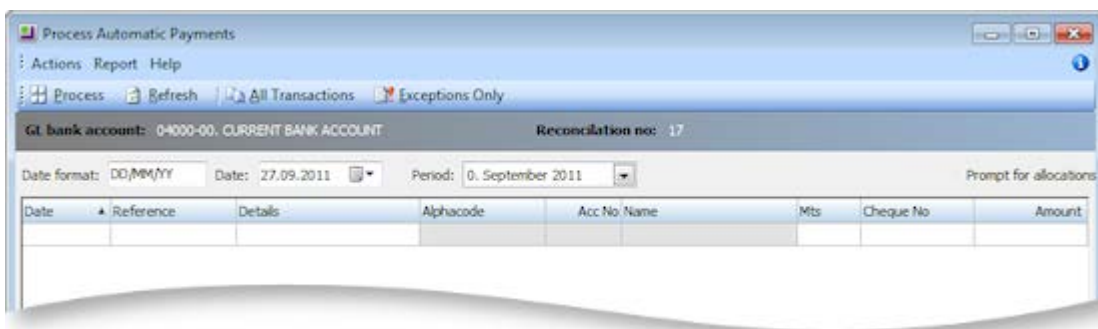 Process Automatic Payments
Actions Report Help
Process Refresh All Transactions Exceptions Only
GL bank account: 04000-00. CURRENT BANK ACCOUNT Reconcilation no: 17
Date format: DD/MM/YY Date: 27.09.2011 Period: 0. September 2011 Prompt for allocations
Date Reference Details Alphacode Acc No Name Mts Cheque No Amount